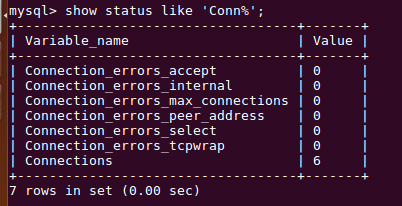 mysql> show status like 'Conn%';
+-----------------------------------+-------+
| Variable_name                     | Value |
+-----------------------------------+-------+
| Connection_errors_accept          | 0     |
| Connection_errors_internal        | 0     |
| Connection_errors_max_connections | 0     |
| Connection_errors_peer_address    | 0     |
| Connection_errors_select          | 0     |
| Connection_errors_tcpwrap         | 0     |
| Connections                       | 6     |
+-----------------------------------+-------+
7 rows in set (0.00 sec)